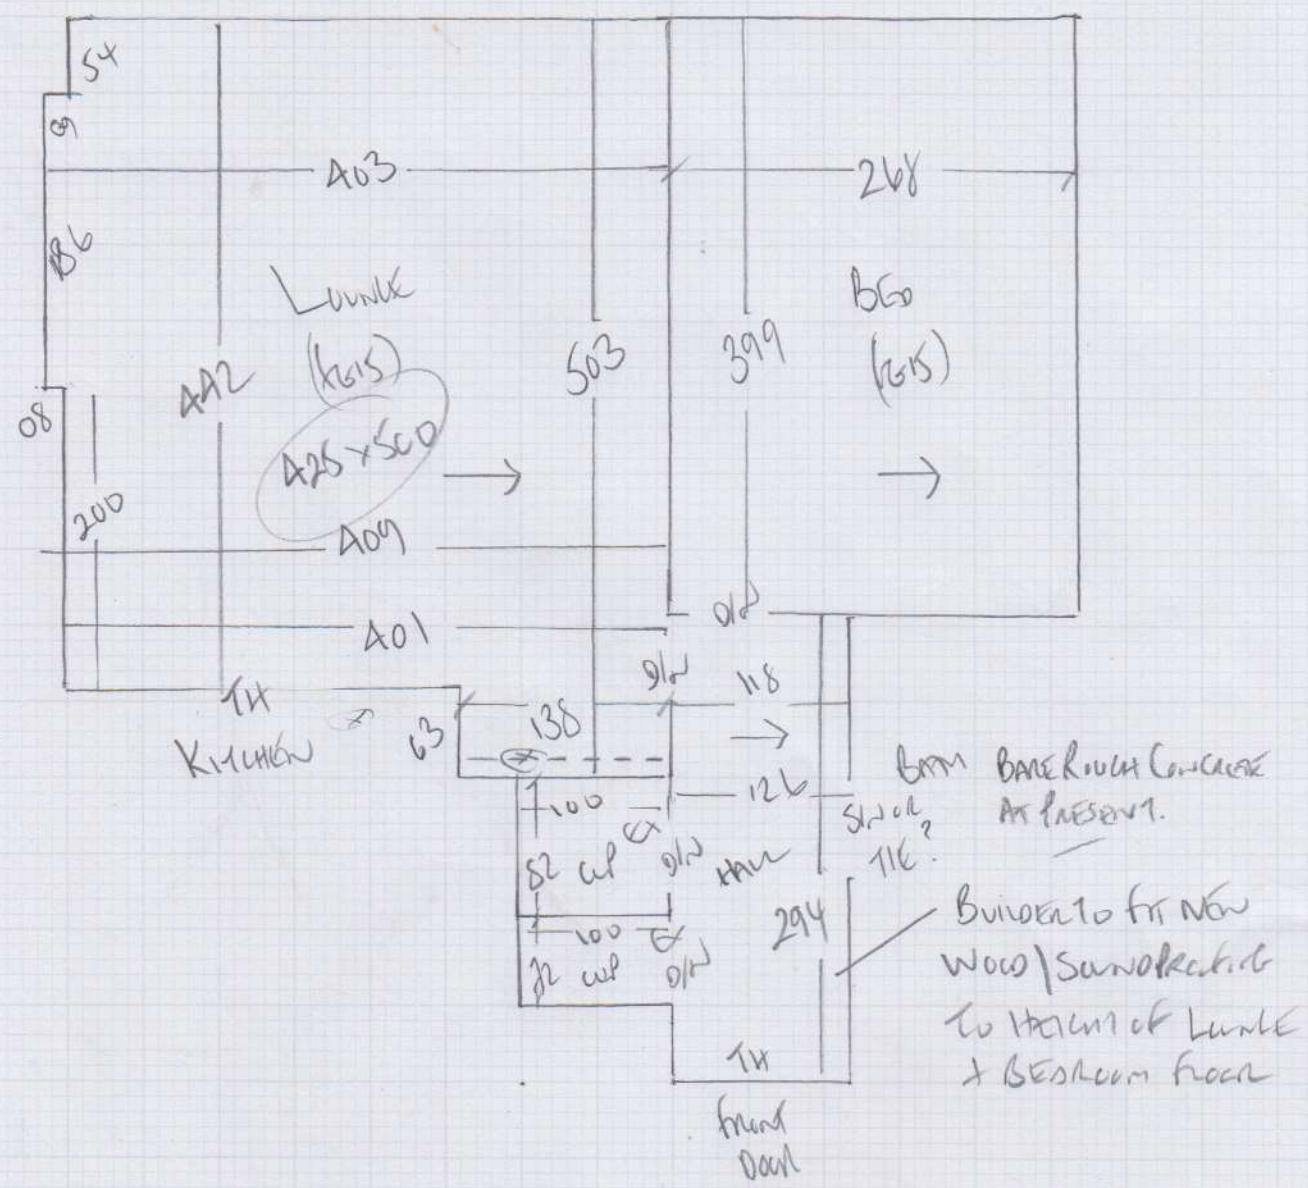 54
09
403
268
186
LOUNGE
BED
442
503
399
08
425 x 500
200
409
401
D/W
D/W
118
TH
KITCHEN
63
138
126
BATH
BARE ROUGH CONCRETE
AT PRESENT.
100
82 CUP
D/W
HALL
294
100
72 CUP
D/W
BUILDER TO FIT NEW
WOOD\SOUNDPROOFING
TO HEIGHT OF LOUNGE
+ BEDROOM FLOOR
TH
FRONT
DOOR